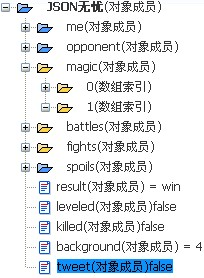 JSON无忧(对象成员)
me(对象成员)
opponent(对象成员)
magic(对象成员)
0(数组索引)
1(数组索引)
battles(对象成员)
fights(对象成员)
spoils(对象成员)
result(对象成员) = win
leveled(对象成员)false
killed(对象成员)false
background(对象成员) = 4
tweet(对象成员)false